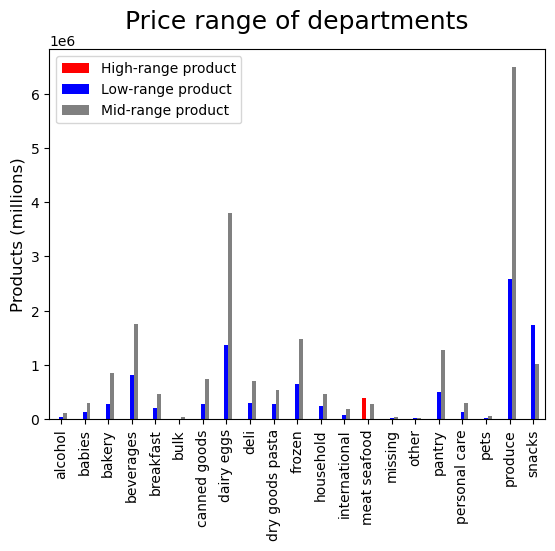 Price range of departments
1e6
High-range product
Low-range product
Mid-range product
Products (millions)
6
5
4
3
2
1
0
alcohol
babies
bakery
beverages
breakfast
bulk
canned goods
dairy eggs
deli
dry goods pasta
frozen
household
international
meat seafood
missing
other
pantry
personal care
pets
produce
snacks